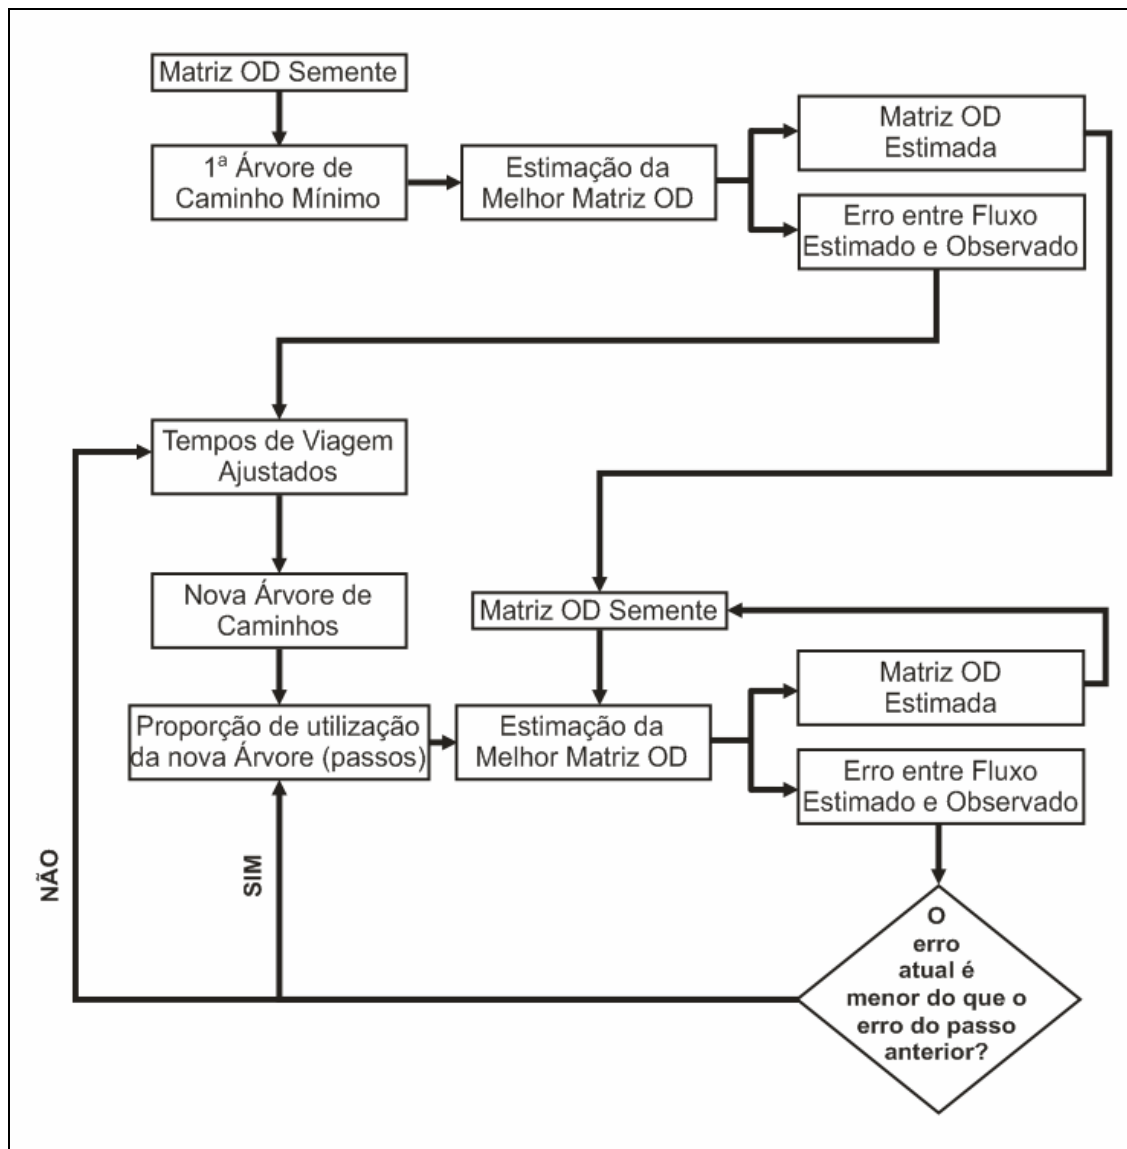 Matriz OD Semente
1ª Árvore de
Caminho Mínimo
Estimação da
Melhor Matriz OD
Matriz OD
Estimada
Erro entre Fluxo
Estimado e Observado
Tempos de Viagem
Ajustados
Nova Árvore de
Caminhos
Matriz OD Semente
Proporção de utilização
da nova Árvore (passos)
Estimação da
Melhor Matriz OD
Matriz OD
Estimada
Erro entre Fluxo
Estimado e Observado
NÃO
SIM
O
erro
atual é
menor do que o
erro do passo
anterior?